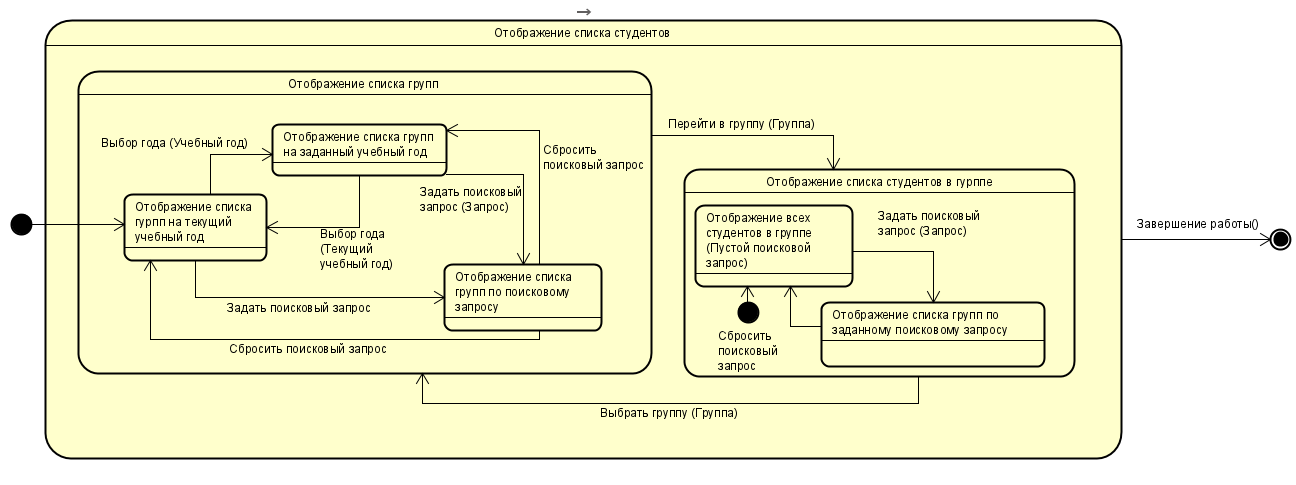 Отображение списка студентов
Отображение списка групп
Выбор года (Учебный год)
Отображение списка групп
на заданный учебный год
Сбросить
поисковый запрос
Задать поисковый
запрос (Запрос)
Отображение списка
гурпп на текущий
учебный год
Выбор года
(Текущий
учебный год)
Отображение списка
групп по поисковому
запросу
Задать поисковый запрос
Сбросить поисковый запрос
Перейти в группу (Группа)
Отображение списка студентов в гурппе
Отображение всех
студентов в группе
(Пустой поисковой
запрос)
Задать поисковый
запрос (Запрос)
Отображение списка групп по
заданному поисковому запросу
Сбросить
поисковый
запрос
Выбрать группу (Группа)
Завершение работы()